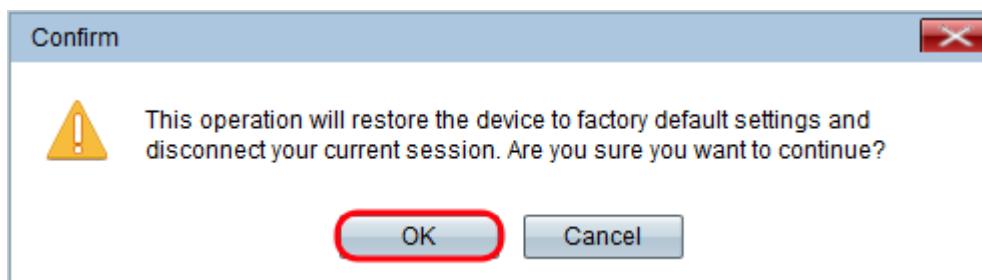 Confirm
This operation will restore the device to factory default settings and
disconnect your current session. Are you sure you want to continue?
OK Cancel